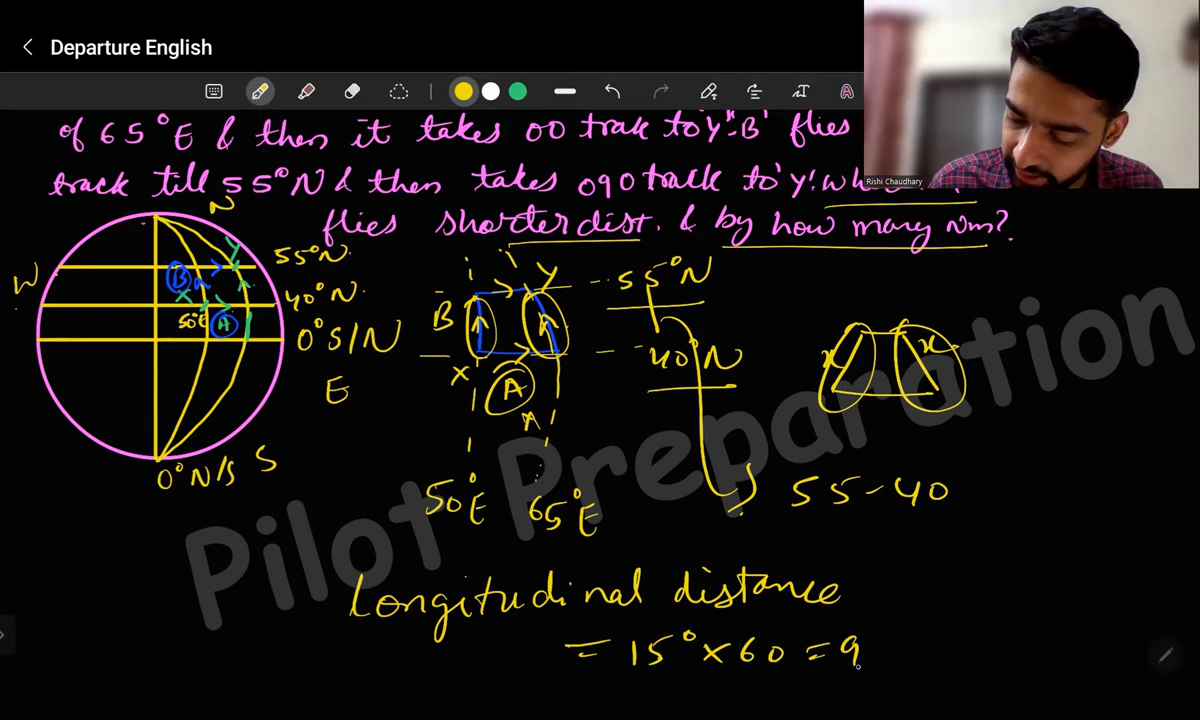 Departure English
of 65°E & then it takes 00 trak to 'Y'. 'B' flies
track till 55°N & then takes 090 track to 'Y'.
flies shorter dist. & by how many Nm?
N
W
55°N.
40°N.
0°S/N
E
50°E
A
B
X
Y
0°N/S S
Y
B
X
A
55°N
40°N
50°E 65°E
x x
55-40
Longitudinal distance
= 15° x 60 = 9
Pilot Preparation
Rishi Chaudhary